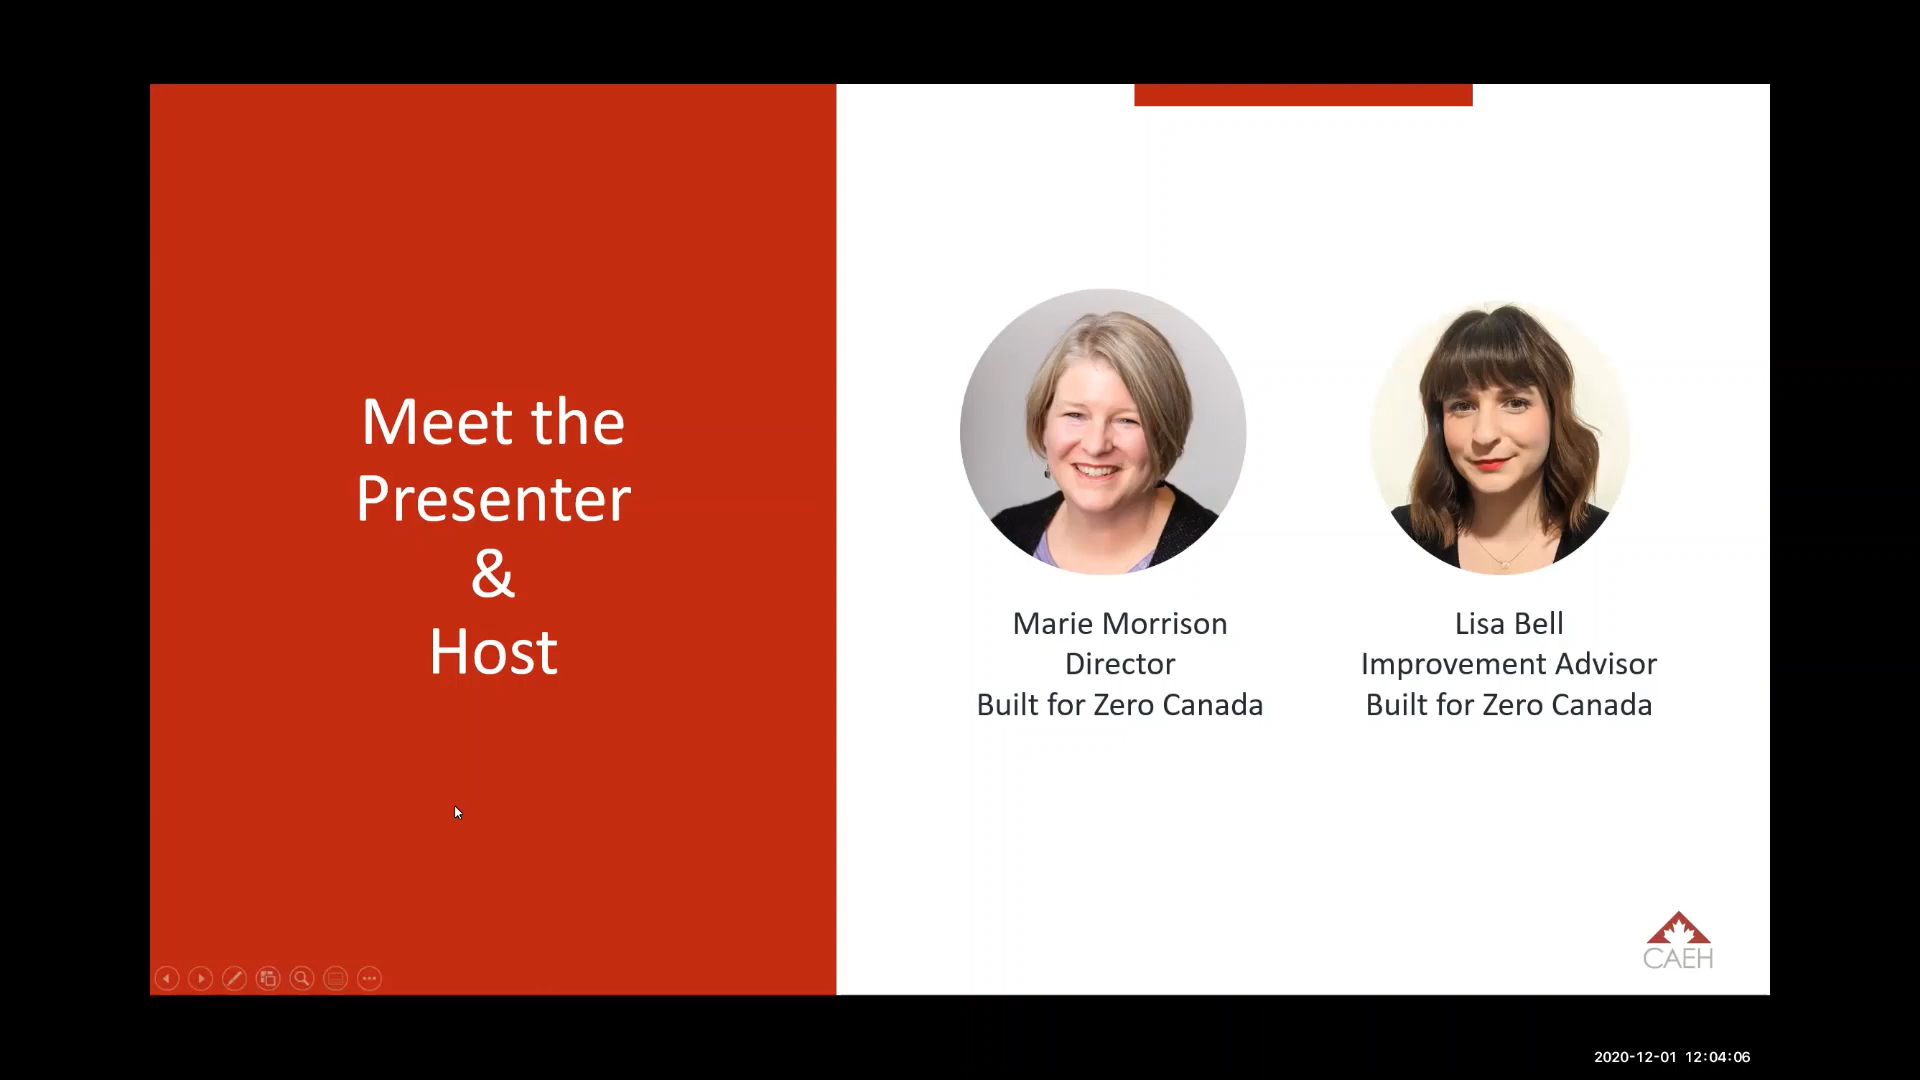 Meet the
Presenter
&
Host
Marie Morrison
Director
Built for Zero Canada
Lisa Bell
Improvement Advisor
Built for Zero Canada
CAEH
2020-12-01 12:04:06